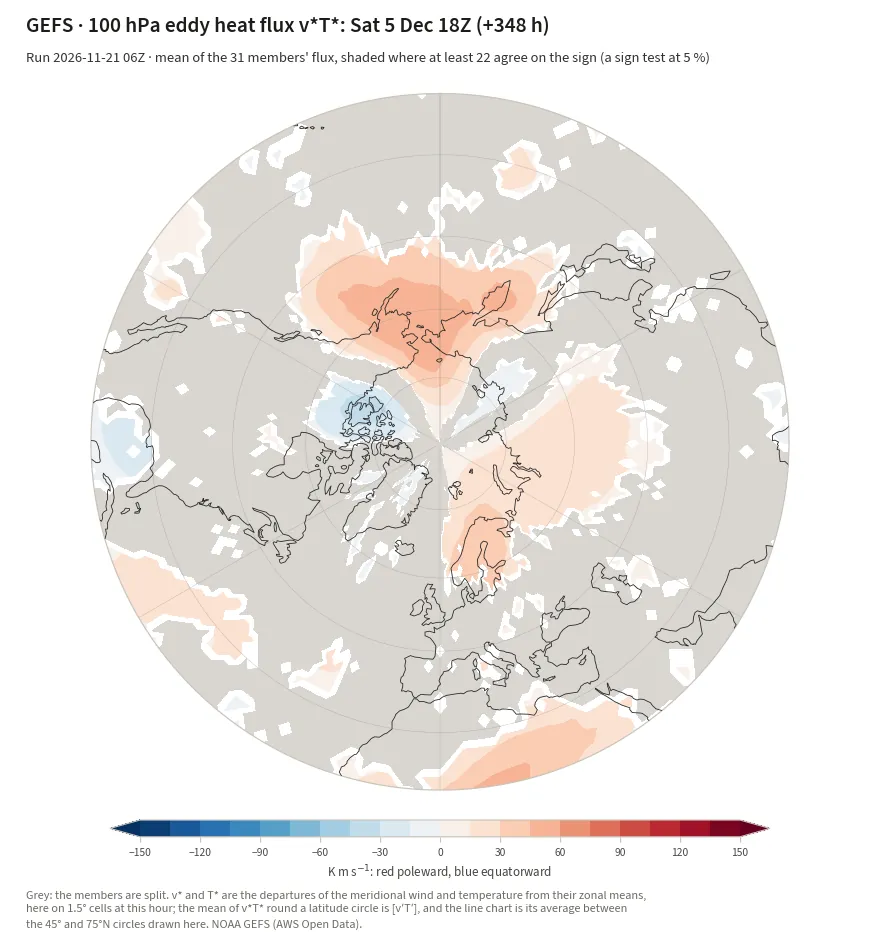 GEFS · 100 hPa eddy heat flux v*T*: Sat 5 Dec 18Z (+348 h)
Run 2026-11-21 06Z · mean of the 31 members' flux, shaded where at least 22 agree on the sign (a sign test at 5 %)
−150 −120 −90 −60 −30 0 30 60 90 120 150
K m s⁻¹: red poleward, blue equatorward
Grey: the members are split. v* and T* are the departures of the meridional wind and temperature from their zonal means,
here on 1.5° cells at this hour; the mean of v*T* round a latitude circle is [v′T′], and the line chart is its average between
the 45° and 75°N circles drawn here. NOAA GEFS (AWS Open Data).